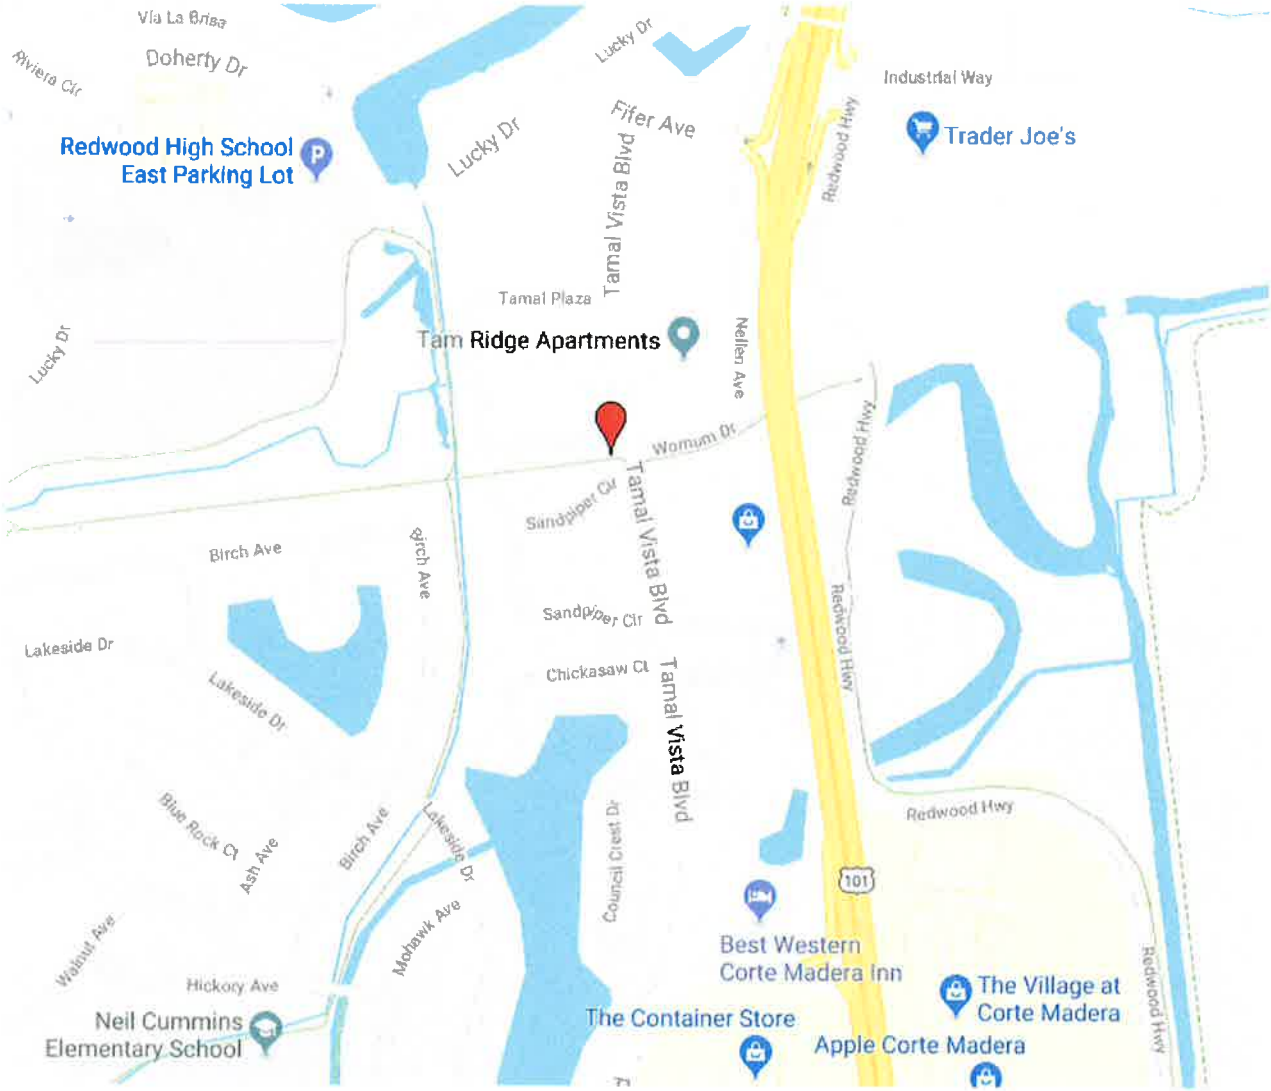 Via La Brisa
Lucky Dr
Doherty Dr
Riviera Cir
Industrial Way
Fifer Ave
Redwood Hwy
Trader Joe's
Redwood High School
East Parking Lot
P
Lucky Dr
Tamal Vista Blvd
Tamal Plaza
Tam Ridge Apartments
Nellen Ave
Lucky Dr
Redwood Hwy
Wornum Dr
Sandpiper Cir
Tamal Vista Blvd
Birch Ave
Birch Ave
Sandpiper Cir
Redwood Hwy
Lakeside Dr
Chickasaw Ct
Lakeside Dr
Tamal Vista Blvd
Blue Rock Ct
Ash Ave
Birch Ave
Lakeside Dr
Council Crest Dr
Redwood Hwy
101
Mohawk Ave
Walnut Ave
Best Western
Corte Madera Inn
Hickory Ave
The Village at
Corte Madera
Redwood Hwy
Neil Cummins
Elementary School
The Container Store
Apple Corte Madera